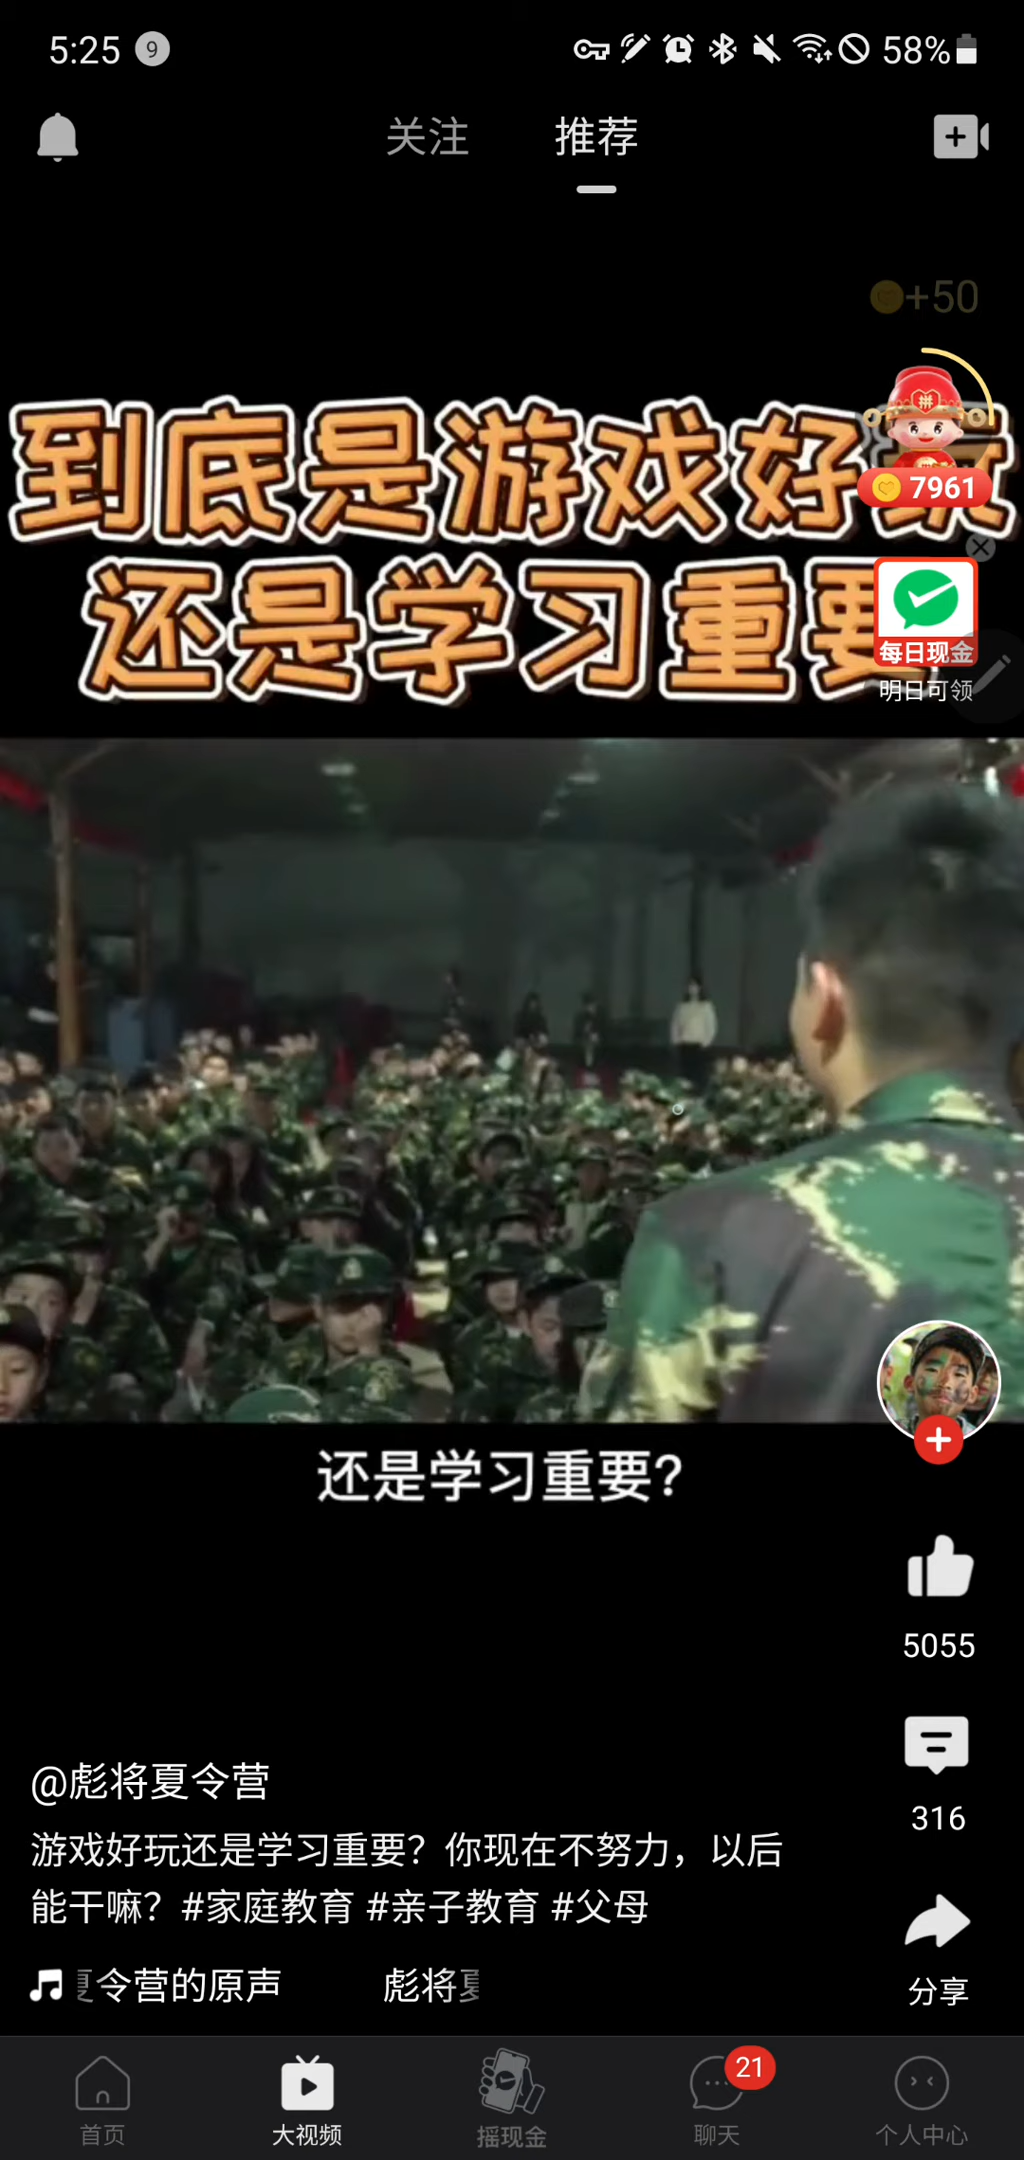 5:25 9 58%
关注 推荐
+50
到底是游戏好
7961
还是学习重要
每日现金
明日可领
还是学习重要?
5055
316
分享
@彪将夏令营
游戏好玩还是学习重要？你现在不努力，以后
能干嘛？#家庭教育 #亲子教育 #父母
夏令营的原声 彪将夏
首页 大视频 摇现金 聊天 21 个人中心